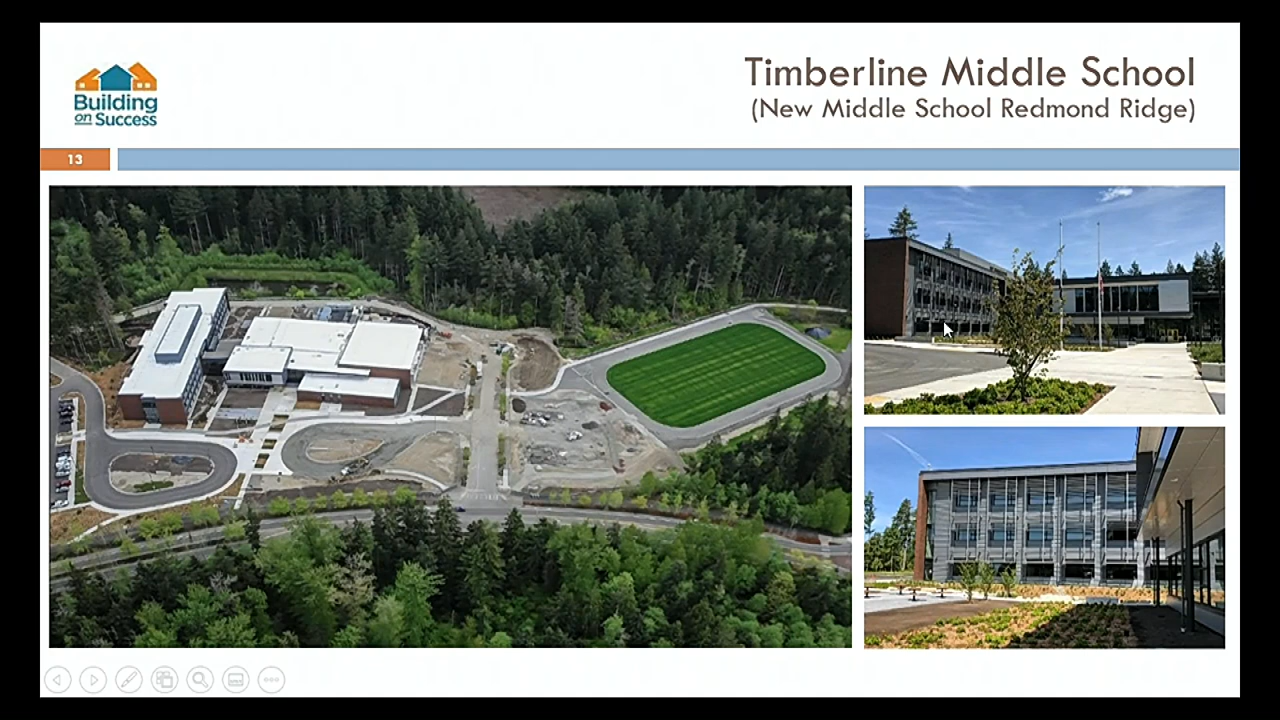 Building
on Success
Timberline Middle School
(New Middle School Redmond Ridge)
13